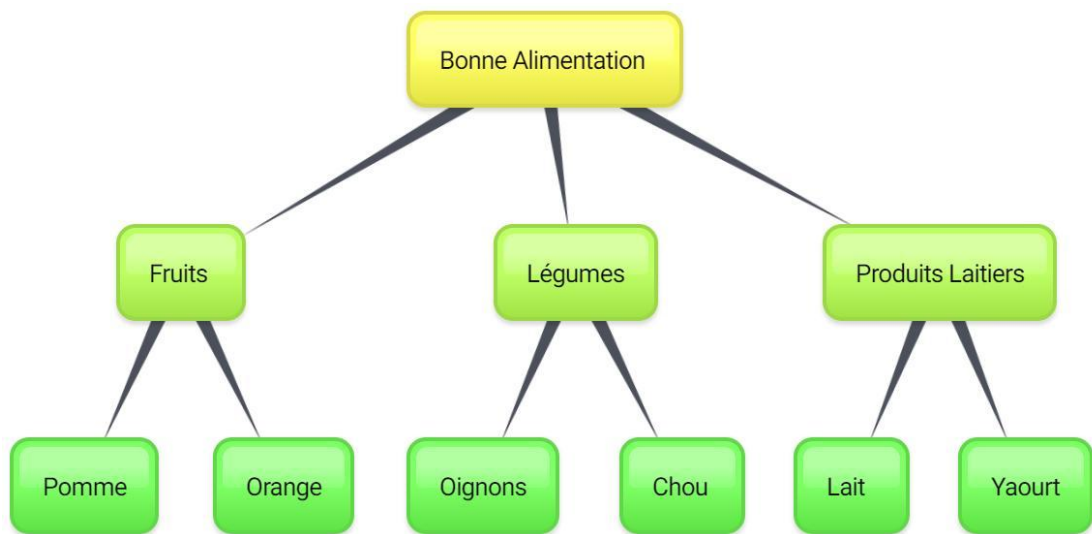 Bonne Alimentation
Fruits
Légumes
Produits Laitiers
Pomme
Orange
Oignons
Chou
Lait
Yaourt